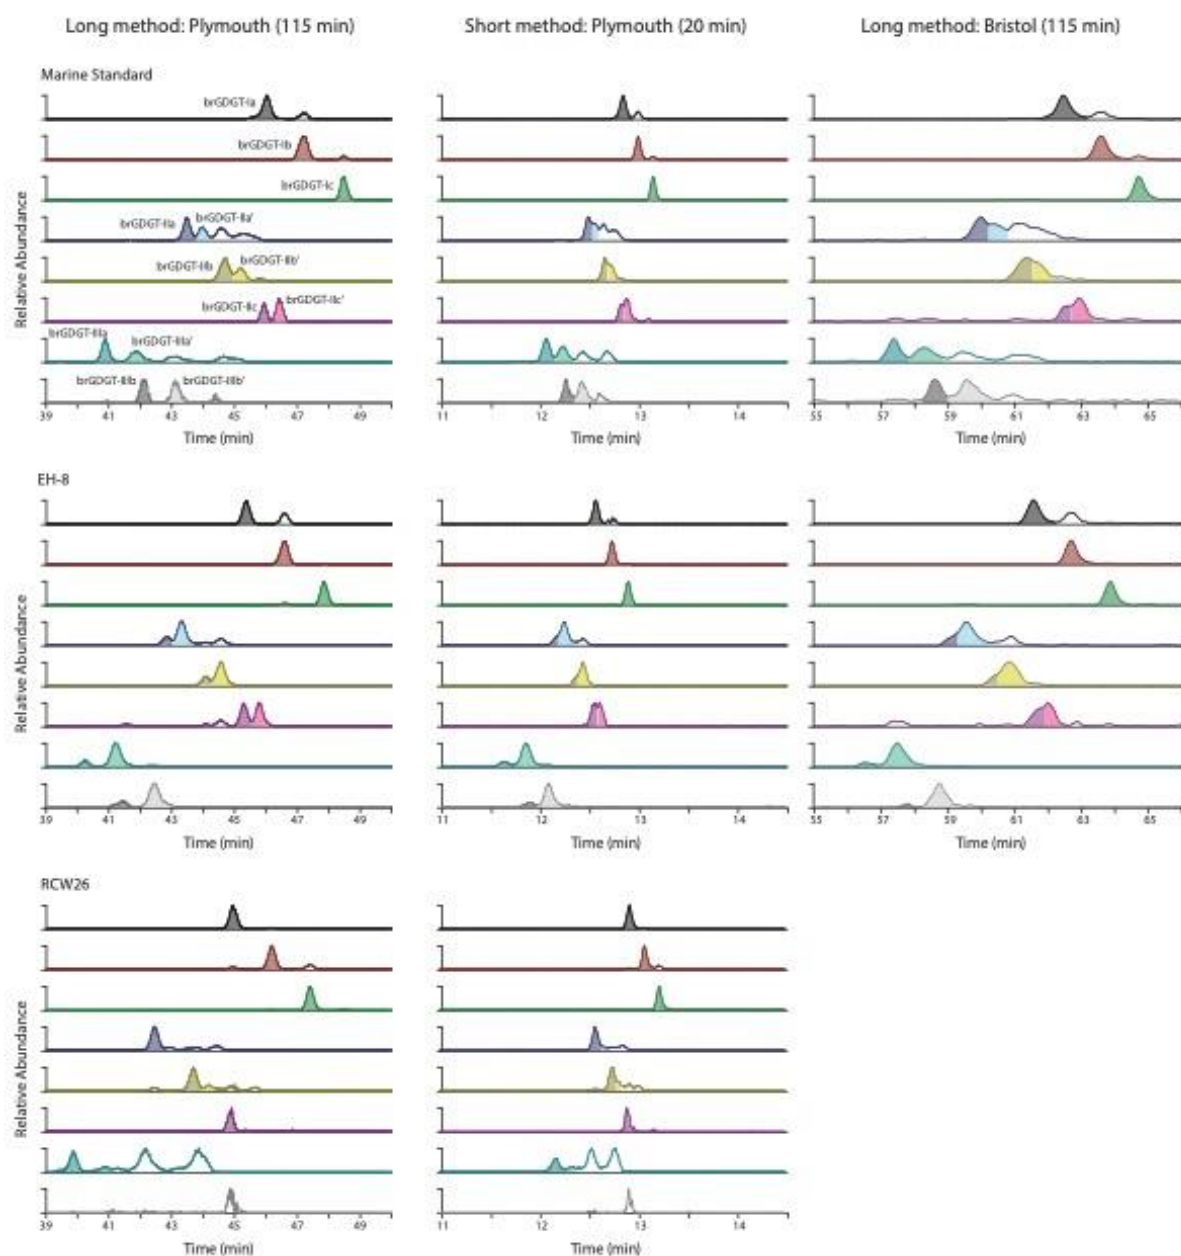 Long method: Plymouth (115 min)
Short method: Plymouth (20 min)
Long method: Bristol (115 min)
Marine Standard
Relative Abundance
brGDGT-Ia
brGDGT-Ib
brGDGT-Ic
brGDGT-IIa brGDGT-IIa'
brGDGT-IIb brGDGT-IIb'
brGDGT-IIc brGDGT-IIc'
brGDGT-IIIa brGDGT-IIIa'
brGDGT-IIIb brGDGT-IIIb'
39 41 43 45 47 49
Time (min)
11 12 13 14
Time (min)
55 57 59 61 63 65
Time (min)
EH-8
Relative Abundance
39 41 43 45 47 49
Time (min)
11 12 13 14
Time (min)
55 57 59 61 63 65
Time (min)
RCW26
Relative Abundance
39 41 43 45 47 49
Time (min)
11 12 13 14
Time (min)